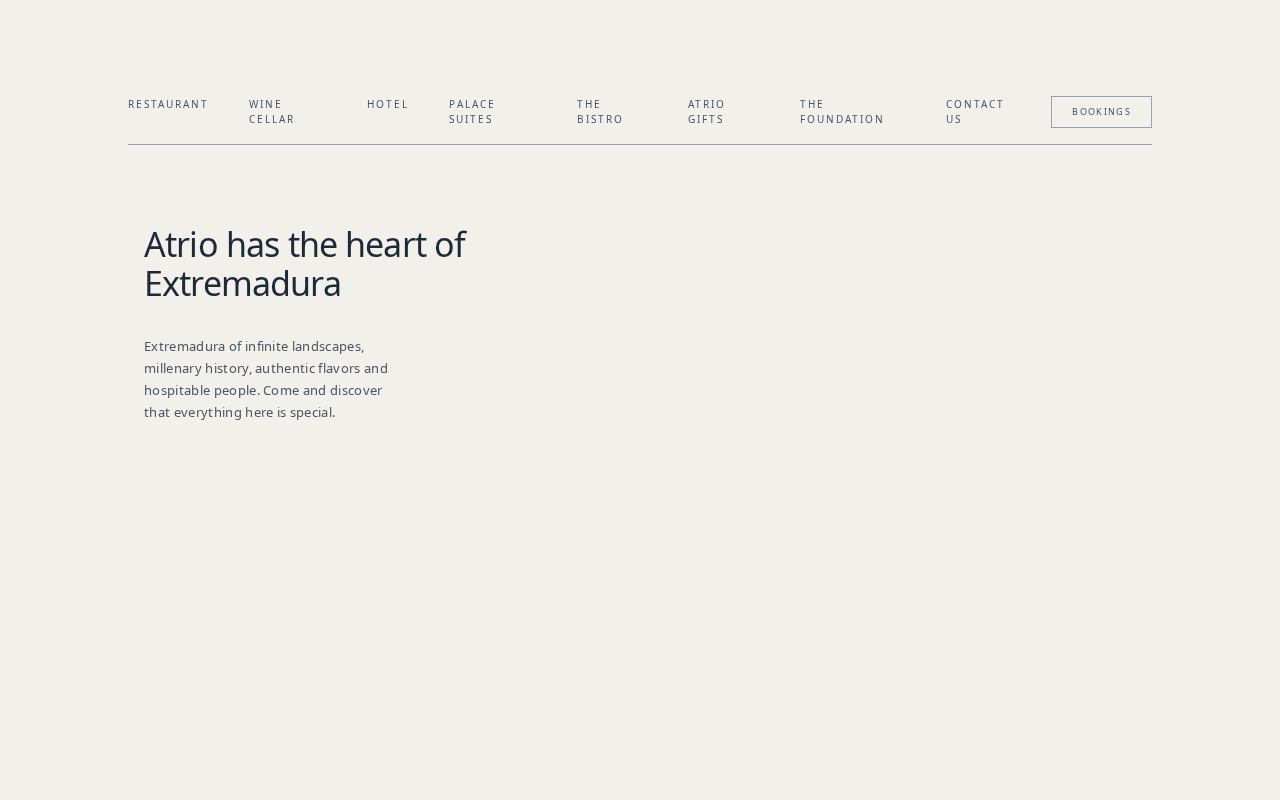 RESTAURANT
WINE
CELLAR
HOTEL
PALACE
SUITES
THE
BISTRO
ATRIO
GIFTS
THE
FOUNDATION
CONTACT
US
BOOKINGS
Atrio has the heart of
Extremadura
Extremadura of infinite landscapes,
millenary history, authentic flavors and
hospitable people. Come and discover
that everything here is special.